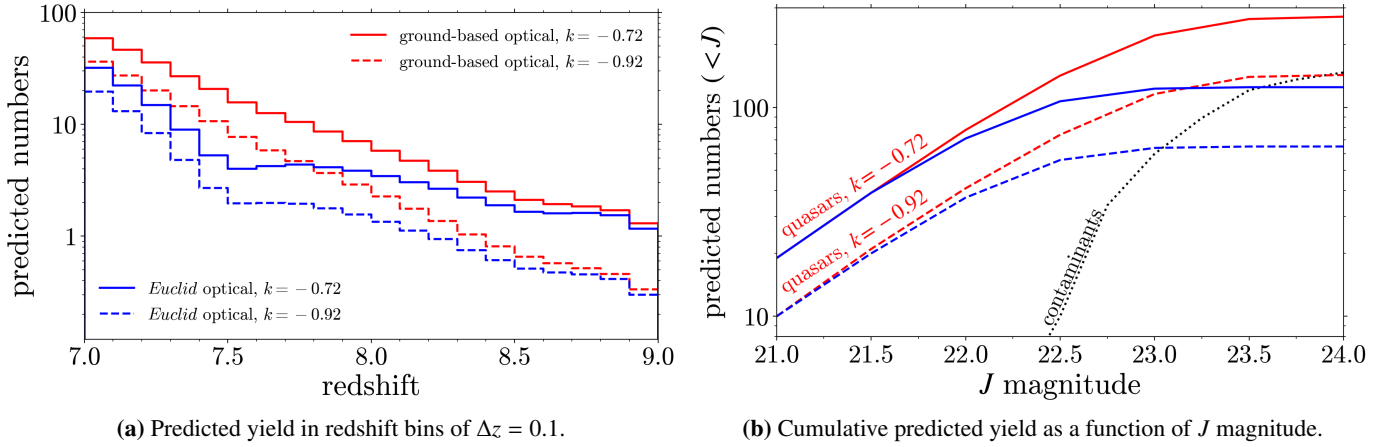 100
10
1
predicted numbers
ground-based optical, k = −0.72
ground-based optical, k = −0.92
Euclid optical, k = −0.72
Euclid optical, k = −0.92
7.0 7.5 8.0 8.5 9.0
redshift
(a) Predicted yield in redshift bins of Δz = 0.1.
100
10
predicted numbers (<J)
quasars, k = −0.72
quasars, k = −0.92
contaminants
21.0 21.5 22.0 22.5 23.0 23.5 24.0
J magnitude
(b) Cumulative predicted yield as a function of J magnitude.